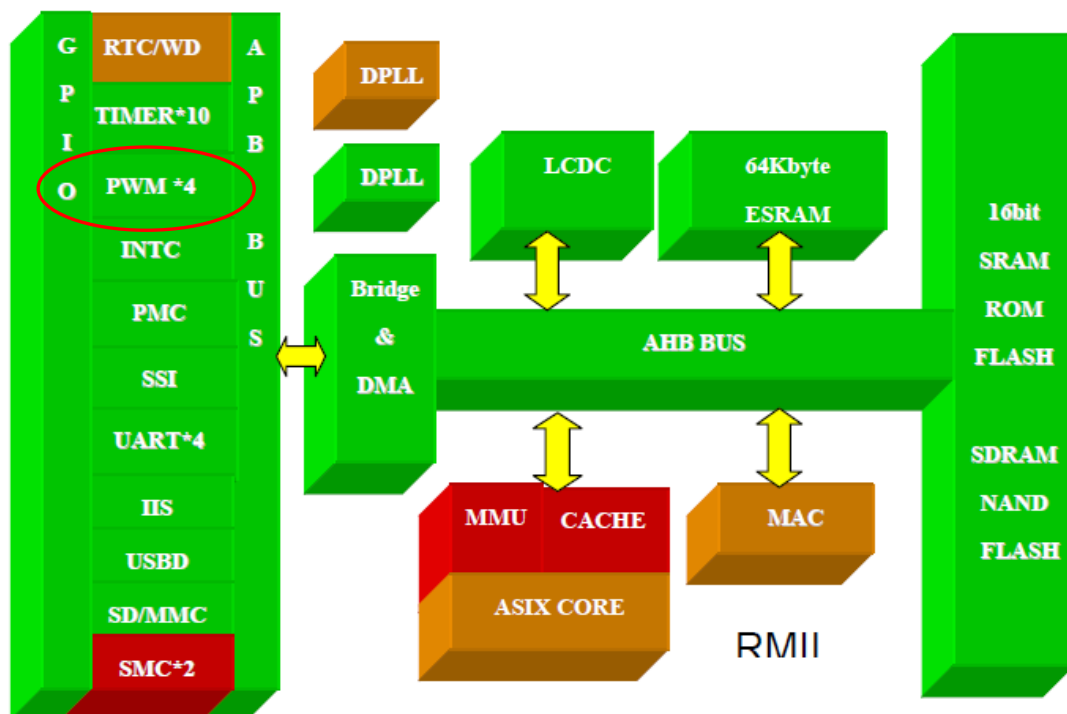 GPIO
RTC/WD
TIMER*10
PWM *4
INTC
PMC
SSI
UART*4
IIS
USBD
SD/MMC
SMC*2
APB BUS
DPLL
DPLL
Bridge
&
DMA
LCDC
64Kbyte
ESRAM
AHB BUS
MMU
CACHE
ASIX CORE
MAC
RMII
16bit
SRAM
ROM
FLASH
SDRAM
NAND
FLASH